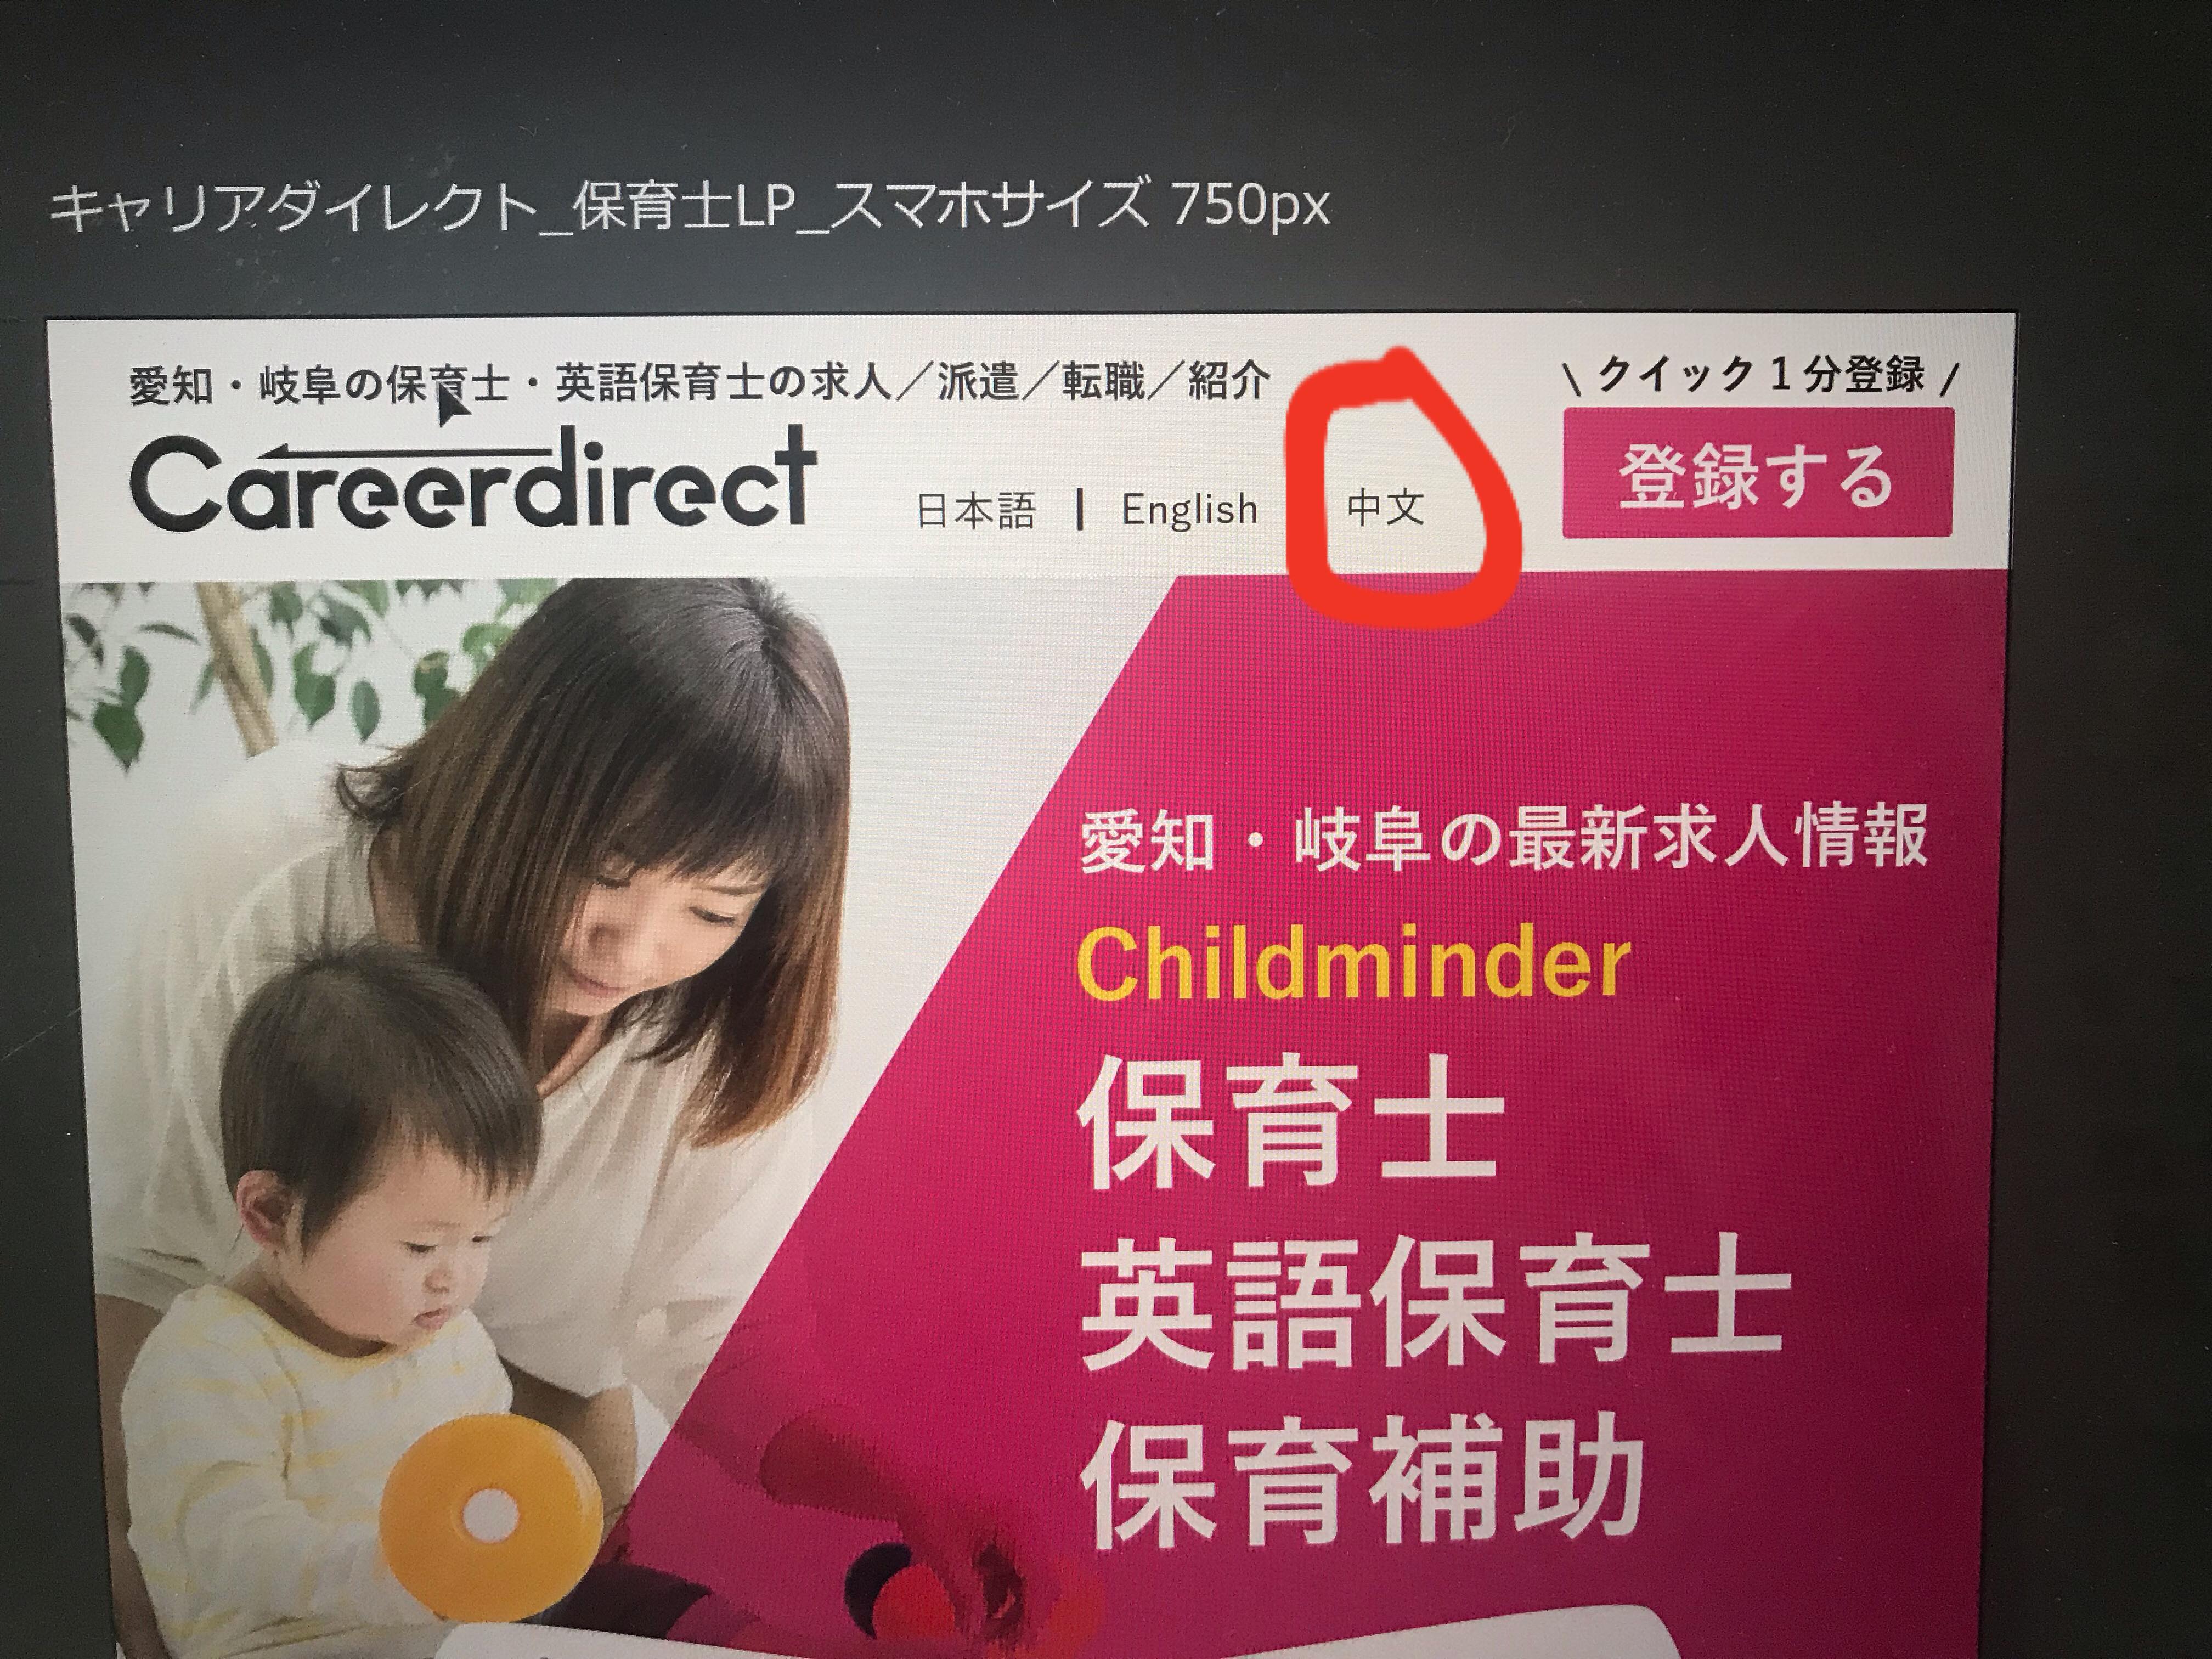 キャリアダイレクト_保育士LP_スマホサイズ 750px
愛知・岐阜の保育士・英語保育士の求人／派遣／転職／紹介
\ クイック1分登録 /
Careerdirect
日本語 | English 中文
登録する
愛知・岐阜の最新求人情報
Childminder
保育士
英語保育士
保育補助